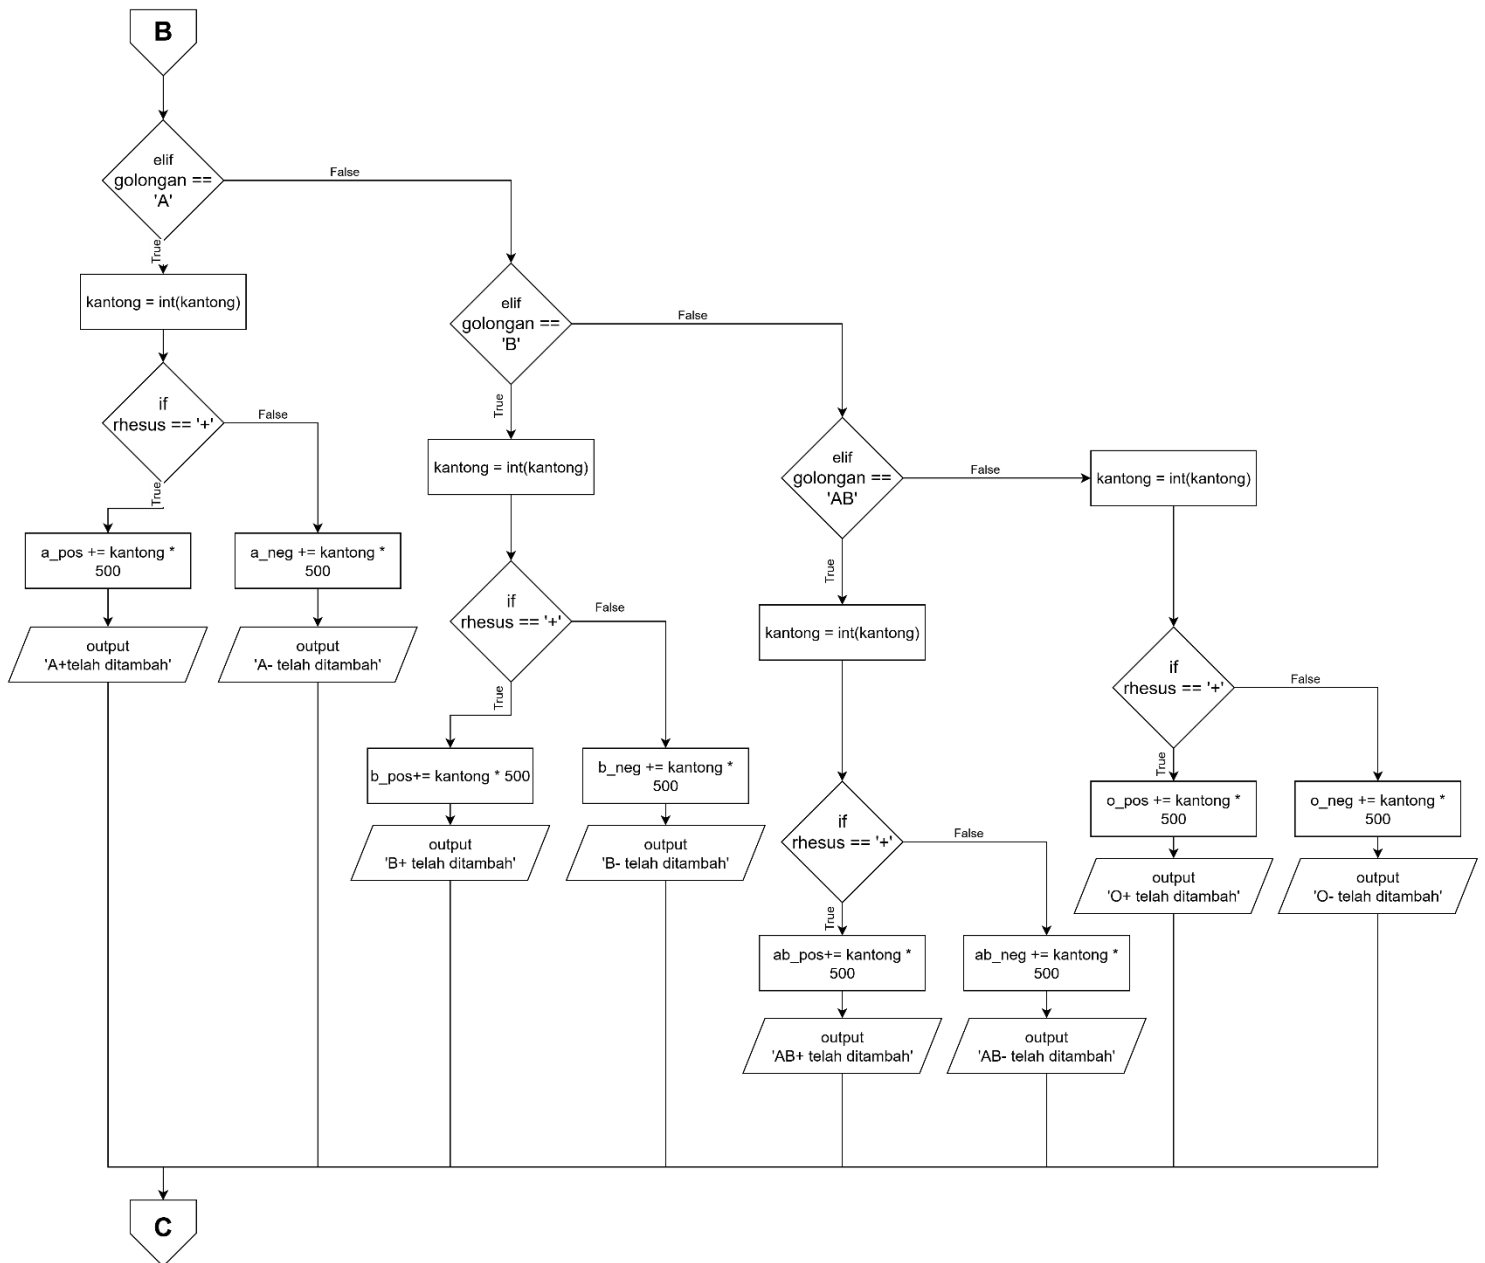 B
elif
golongan ==
'A'
False
True
kantong = int(kantong)
if
rhesus == '+'
False
True
a_pos += kantong *
500
a_neg += kantong *
500
output
'A+telah ditambah'
output
'A- telah ditambah'
elif
golongan ==
'B'
False
True
kantong = int(kantong)
if
rhesus == '+'
False
True
b_pos+= kantong * 500
b_neg += kantong *
500
output
'B+ telah ditambah'
output
'B- telah ditambah'
elif
golongan ==
'AB'
False
True
kantong = int(kantong)
if
rhesus == '+'
False
True
ab_pos+= kantong *
500
ab_neg += kantong *
500
output
'AB+ telah ditambah'
output
'AB- telah ditambah'
kantong = int(kantong)
if
rhesus == '+'
False
True
o_pos += kantong *
500
o_neg += kantong *
500
output
'O+ telah ditambah'
output
'O- telah ditambah'
C